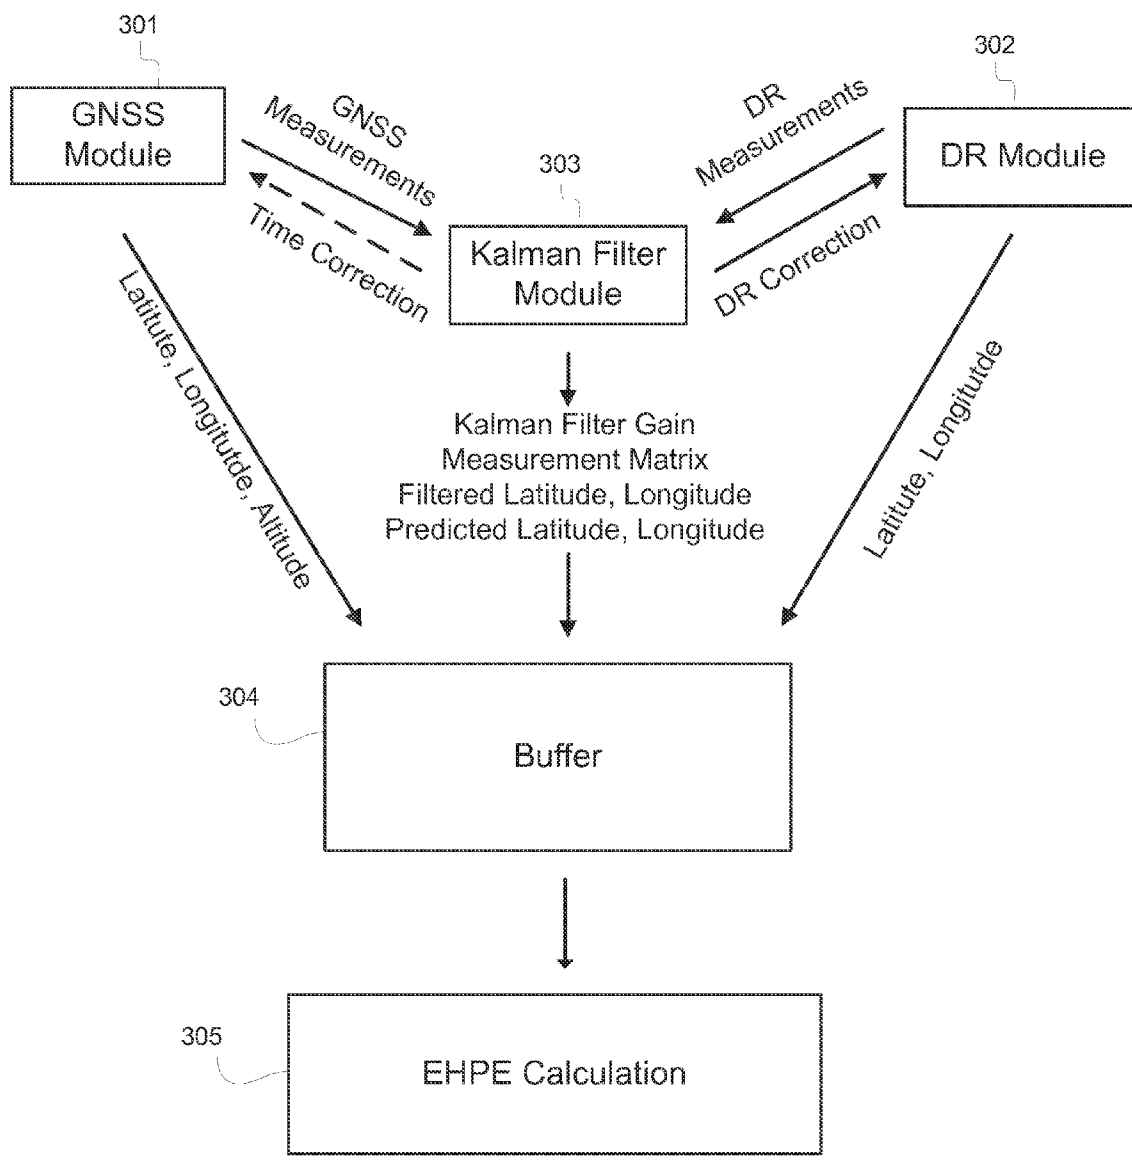 301
GNSS
Module
302
DR Module
GNSS
Measurements
Time Correction
DR
Measurements
DR Correction
303
Kalman Filter
Module
Latitute, Longitutde, Altitude
Kalman Filter Gain
Measurement Matrix
Filtered Latitude, Longitude
Predicted Latitude, Longitude
Latitute, Longitutde
304
Buffer
305
EHPE Calculation